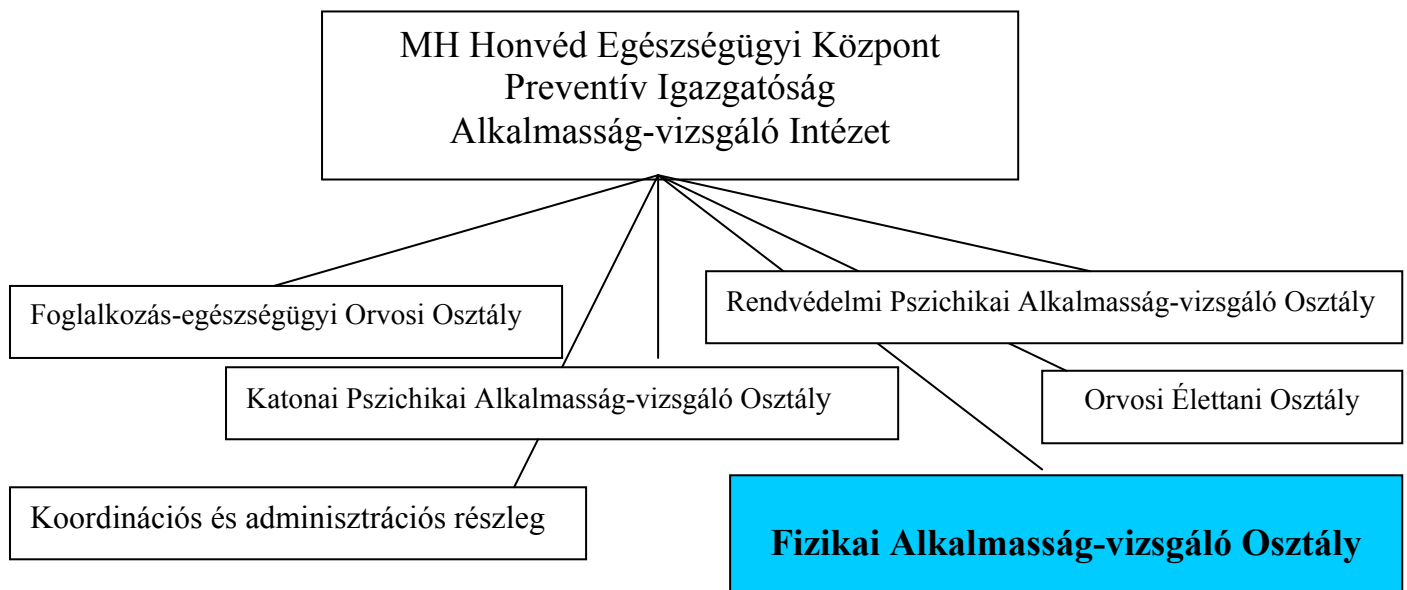 MH Honvéd Egészségügyi Központ
Preventív Igazgatóság
Alkalmasság-vizsgáló Intézet
Foglalkozás-egészségügyi Orvosi Osztály
Rendvédelmi Pszichikai Alkalmasság-vizsgáló Osztály
Katonai Pszichikai Alkalmasság-vizsgáló Osztály
Orvosi Élettani Osztály
Koordinációs és adminisztrációs részleg
Fizikai Alkalmasság-vizsgáló Osztály